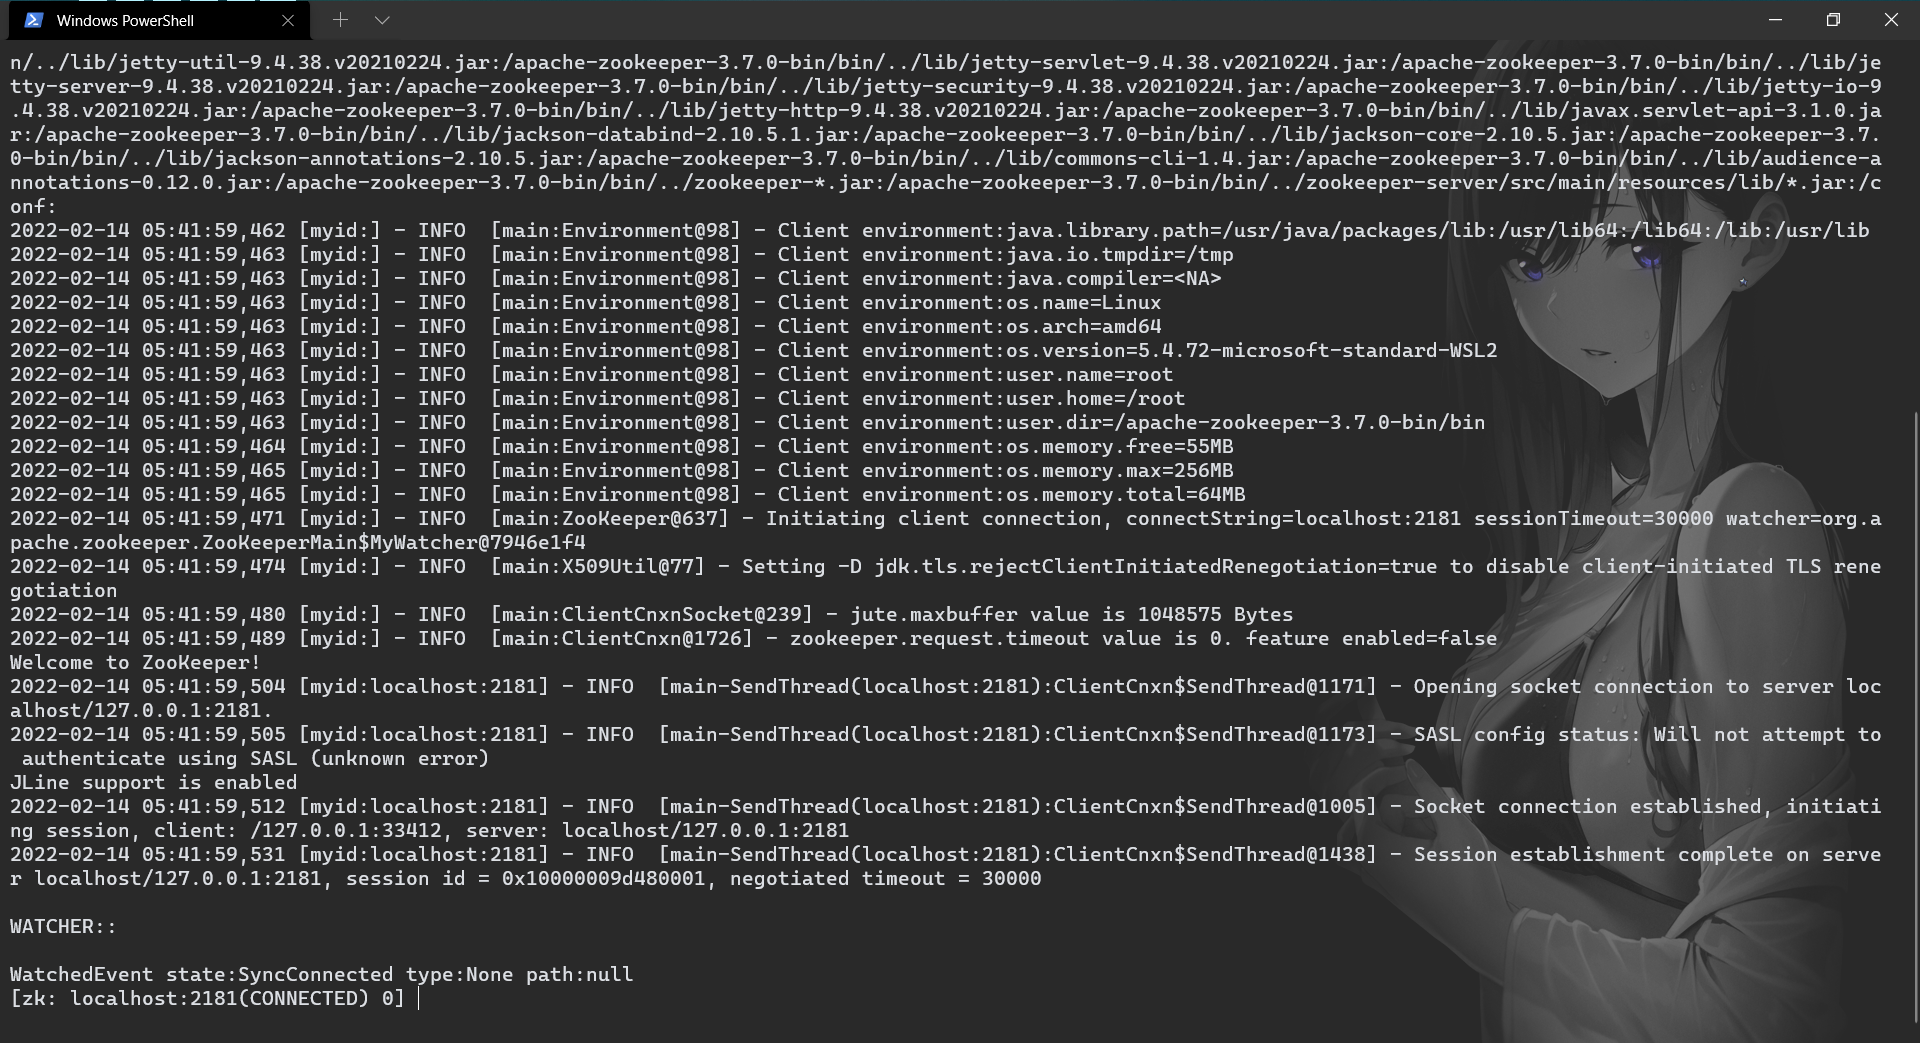 Windows PowerShell
n/../lib/jetty-util-9.4.38.v20210224.jar:/apache-zookeeper-3.7.0-bin/bin/../lib/jetty-servlet-9.4.38.v20210224.jar:/apache-zookeeper-3.7.0-bin/bin/../lib/je
tty-server-9.4.38.v20210224.jar:/apache-zookeeper-3.7.0-bin/bin/../lib/jetty-security-9.4.38.v20210224.jar:/apache-zookeeper-3.7.0-bin/bin/../lib/jetty-io-9
.4.38.v20210224.jar:/apache-zookeeper-3.7.0-bin/bin/../lib/jetty-http-9.4.38.v20210224.jar:/apache-zookeeper-3.7.0-bin/bin/../lib/javax.servlet-api-3.1.0.ja
r:/apache-zookeeper-3.7.0-bin/bin/../lib/jackson-databind-2.10.5.1.jar:/apache-zookeeper-3.7.0-bin/bin/../lib/jackson-core-2.10.5.jar:/apache-zookeeper-3.7.
0-bin/bin/../lib/jackson-annotations-2.10.5.jar:/apache-zookeeper-3.7.0-bin/bin/../lib/commons-cli-1.4.jar:/apache-zookeeper-3.7.0-bin/bin/../lib/audience-a
nnotations-0.12.0.jar:/apache-zookeeper-3.7.0-bin/bin/../zookeeper-*.jar:/apache-zookeeper-3.7.0-bin/bin/../zookeeper-server/src/main/resources/lib/*.jar:/c
onf:
2022-02-14 05:41:59,462 [myid:] - INFO  [main:Environment@98] - Client environment:java.library.path=/usr/java/packages/lib:/usr/lib64:/lib64:/lib:/usr/lib
2022-02-14 05:41:59,463 [myid:] - INFO  [main:Environment@98] - Client environment:java.io.tmpdir=/tmp
2022-02-14 05:41:59,463 [myid:] - INFO  [main:Environment@98] - Client environment:java.compiler=<NA>
2022-02-14 05:41:59,463 [myid:] - INFO  [main:Environment@98] - Client environment:os.name=Linux
2022-02-14 05:41:59,463 [myid:] - INFO  [main:Environment@98] - Client environment:os.arch=amd64
2022-02-14 05:41:59,463 [myid:] - INFO  [main:Environment@98] - Client environment:os.version=5.4.72-microsoft-standard-WSL2
2022-02-14 05:41:59,463 [myid:] - INFO  [main:Environment@98] - Client environment:user.name=root
2022-02-14 05:41:59,463 [myid:] - INFO  [main:Environment@98] - Client environment:user.home=/root
2022-02-14 05:41:59,463 [myid:] - INFO  [main:Environment@98] - Client environment:user.dir=/apache-zookeeper-3.7.0-bin/bin
2022-02-14 05:41:59,464 [myid:] - INFO  [main:Environment@98] - Client environment:os.memory.free=55MB
2022-02-14 05:41:59,465 [myid:] - INFO  [main:Environment@98] - Client environment:os.memory.max=256MB
2022-02-14 05:41:59,465 [myid:] - INFO  [main:Environment@98] - Client environment:os.memory.total=64MB
2022-02-14 05:41:59,471 [myid:] - INFO  [main:ZooKeeper@637] - Initiating client connection, connectString=localhost:2181 sessionTimeout=30000 watcher=org.a
pache.zookeeper.ZooKeeperMain$MyWatcher@7946e1f4
2022-02-14 05:41:59,474 [myid:] - INFO  [main:X509Util@77] - Setting -D jdk.tls.rejectClientInitiatedRenegotiation=true to disable client-initiated TLS rene
gotiation
2022-02-14 05:41:59,480 [myid:] - INFO  [main:ClientCnxnSocket@239] - jute.maxbuffer value is 1048575 Bytes
2022-02-14 05:41:59,489 [myid:] - INFO  [main:ClientCnxn@1726] - zookeeper.request.timeout value is 0. feature enabled=false
Welcome to ZooKeeper!
2022-02-14 05:41:59,504 [myid:localhost:2181] - INFO  [main-SendThread(localhost:2181):ClientCnxn$SendThread@1171] - Opening socket connection to server loc
alhost/127.0.0.1:2181.
2022-02-14 05:41:59,505 [myid:localhost:2181] - INFO  [main-SendThread(localhost:2181):ClientCnxn$SendThread@1173] - SASL config status: Will not attempt to
 authenticate using SASL (unknown error)
JLine support is enabled
2022-02-14 05:41:59,512 [myid:localhost:2181] - INFO  [main-SendThread(localhost:2181):ClientCnxn$SendThread@1005] - Socket connection established, initiati
ng session, client: /127.0.0.1:33412, server: localhost/127.0.0.1:2181
2022-02-14 05:41:59,531 [myid:localhost:2181] - INFO  [main-SendThread(localhost:2181):ClientCnxn$SendThread@1438] - Session establishment complete on serve
r localhost/127.0.0.1:2181, session id = 0x10000009d480001, negotiated timeout = 30000
WATCHER::
WatchedEvent state:SyncConnected type:None path:null
[zk: localhost:2181(CONNECTED) 0]